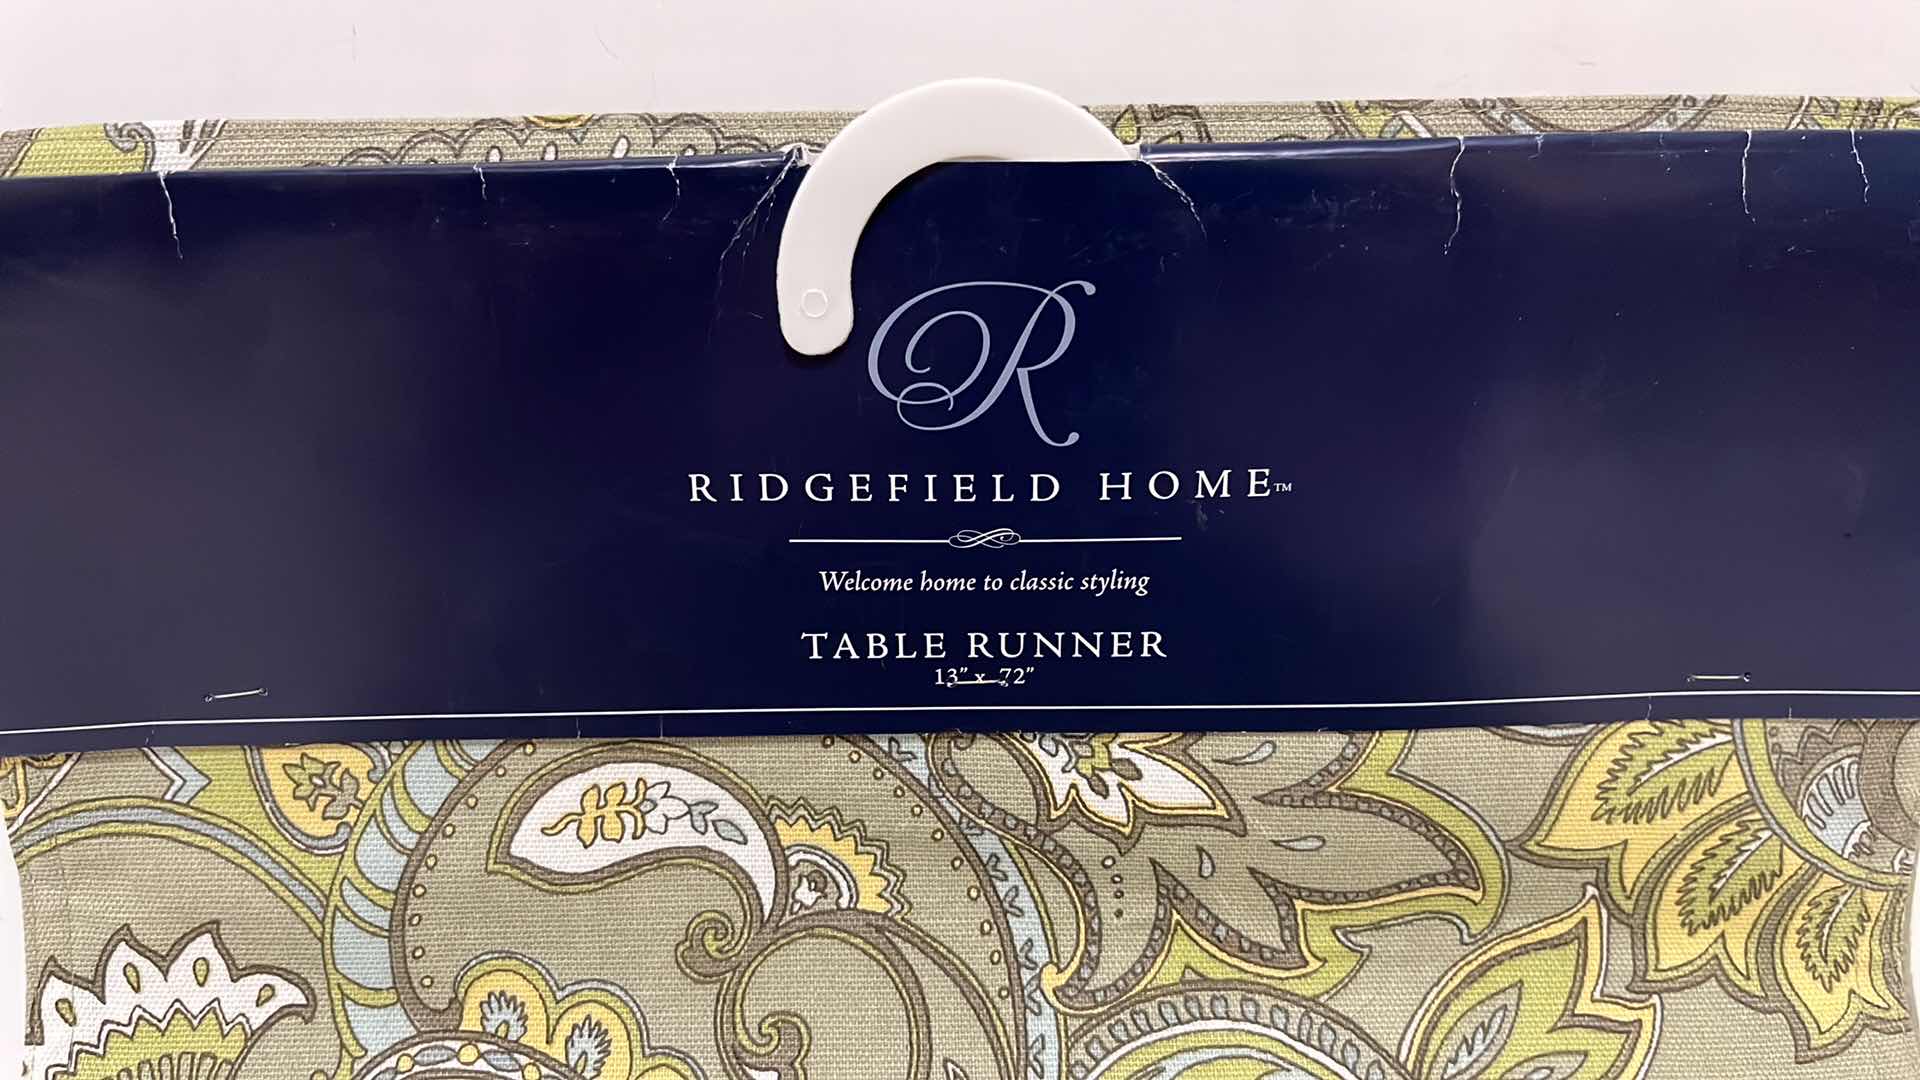 R
RIDGEFIELD HOME™
Welcome home to classic styling
TABLE RUNNER
13" x 72"